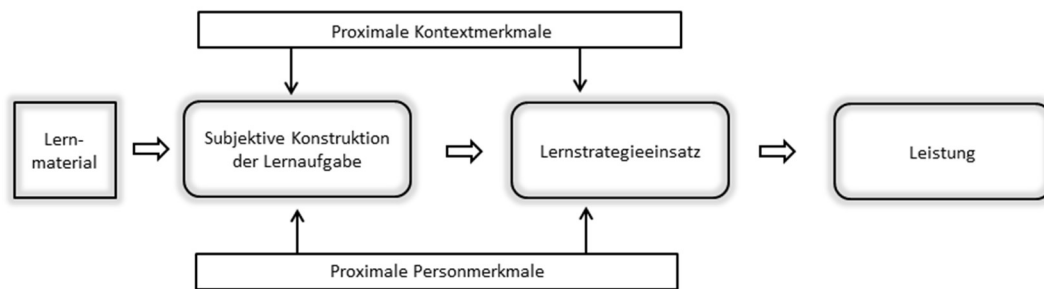 Proximale Kontextmerkmale
Lern-
material
Subjektive Konstruktion
der Lernaufgabe
Lernstrategieeinsatz
Leistung
Proximale Personmerkmale